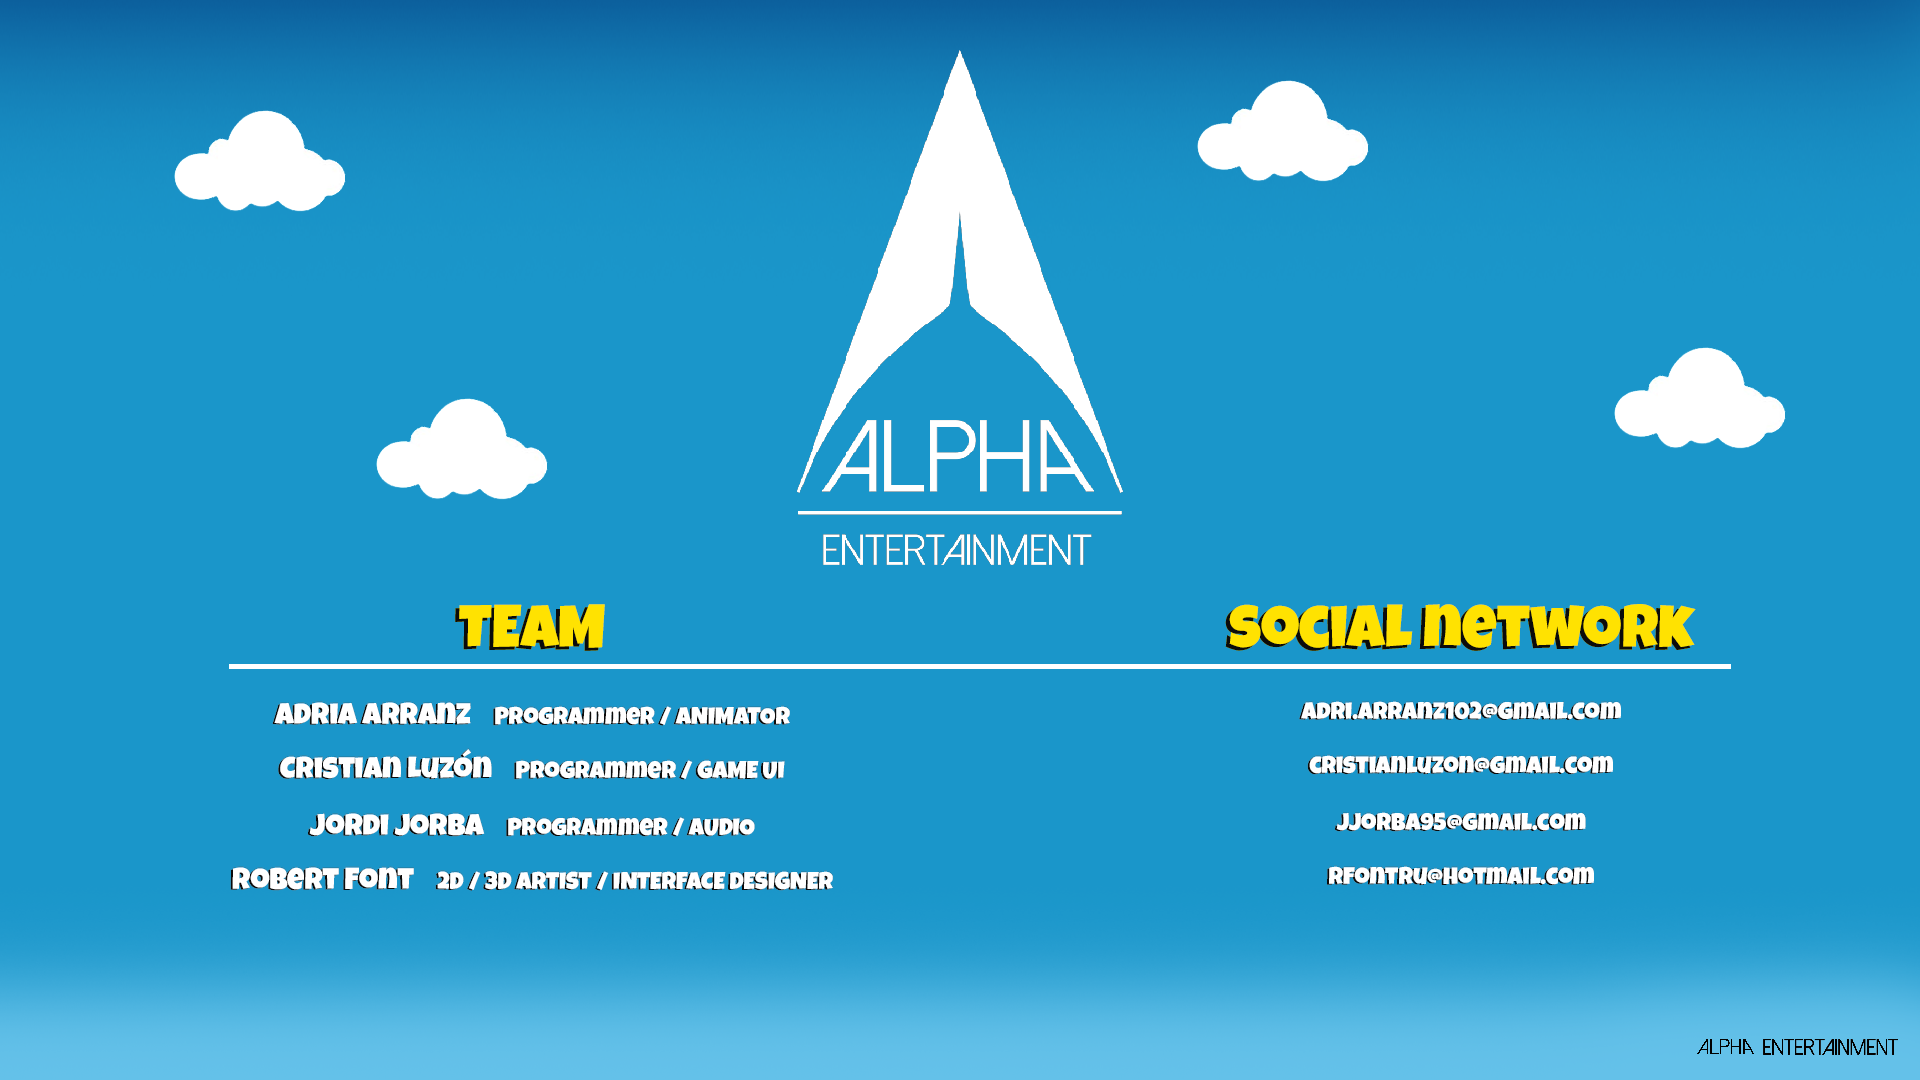 ALPHA
ENTERTAINMENT
TEAM SOCIAL NETWORK
ADRIA ARRANZ PROGRAMMER / ANIMATOR ADRI.ARRANZ102@GMAIL.COM
CRISTIAN LUZÓN PROGRAMMER / GAME UI CRISTIANLUZON@GMAIL.COM
JORDI JORBA PROGRAMMER / AUDIO JJORBA95@GMAIL.COM
ROBERT FONT 2D / 3D ARTIST / INTERFACE DESIGNER RFONTRU@HOTMAIL.COM
ALPHA ENTERTAINMENT